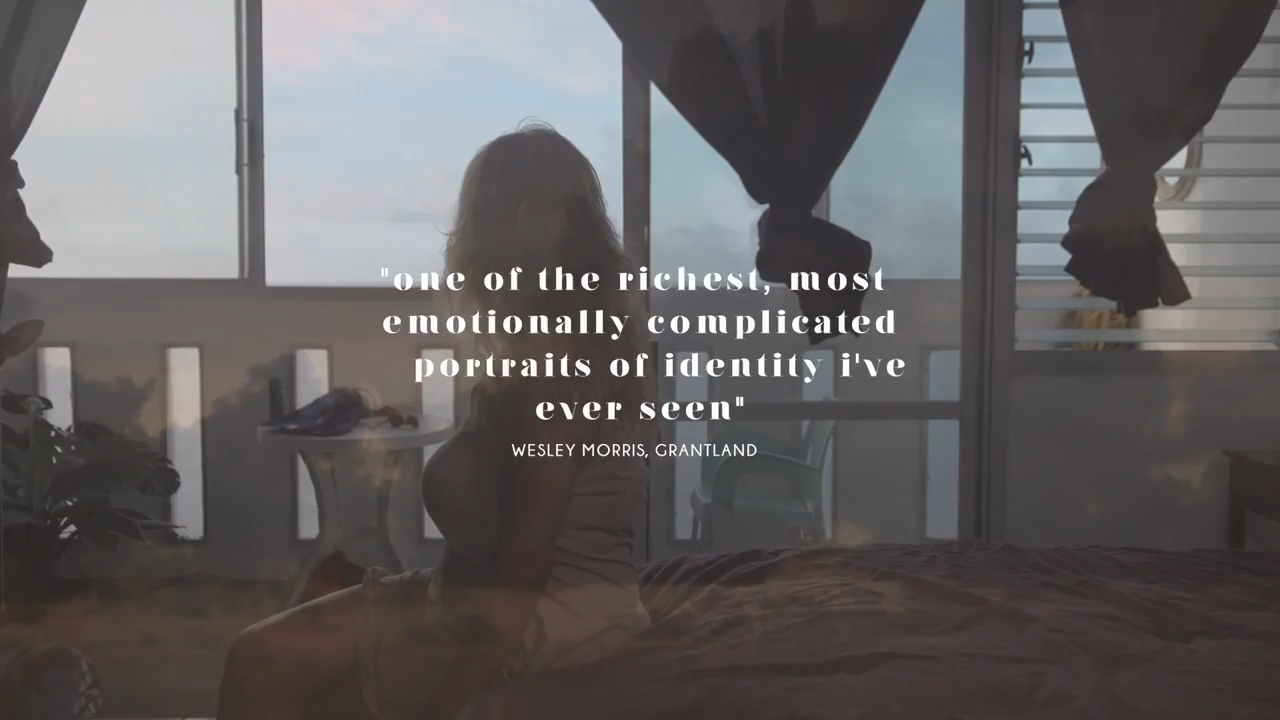 "one of the richest, most
emotionally complicated
portraits of identity i've
ever seen"
WESLEY MORRIS, GRANTLAND